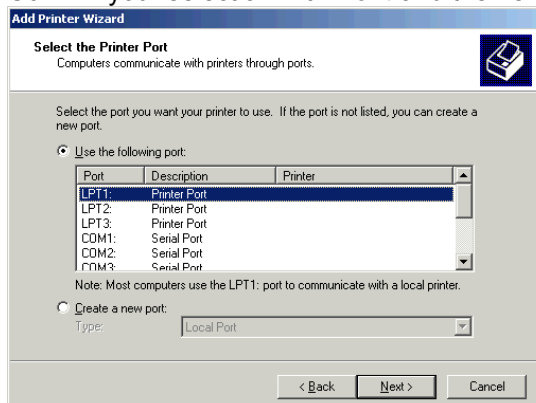 Add Printer Wizard
Select the Printer Port
Computers communicate with printers through ports.
Select the port you want your printer to use. If the port is not listed, you can create a
new port.
Use the following port:
Port Description Printer
LPT1: Printer Port
LPT2: Printer Port
LPT3: Printer Port
COM1: Serial Port
COM2: Serial Port
COM3: Serial Port
Note: Most computers use the LPT1: port to communicate with a local printer.
Create a new port:
Type: Local Port
< Back Next > Cancel